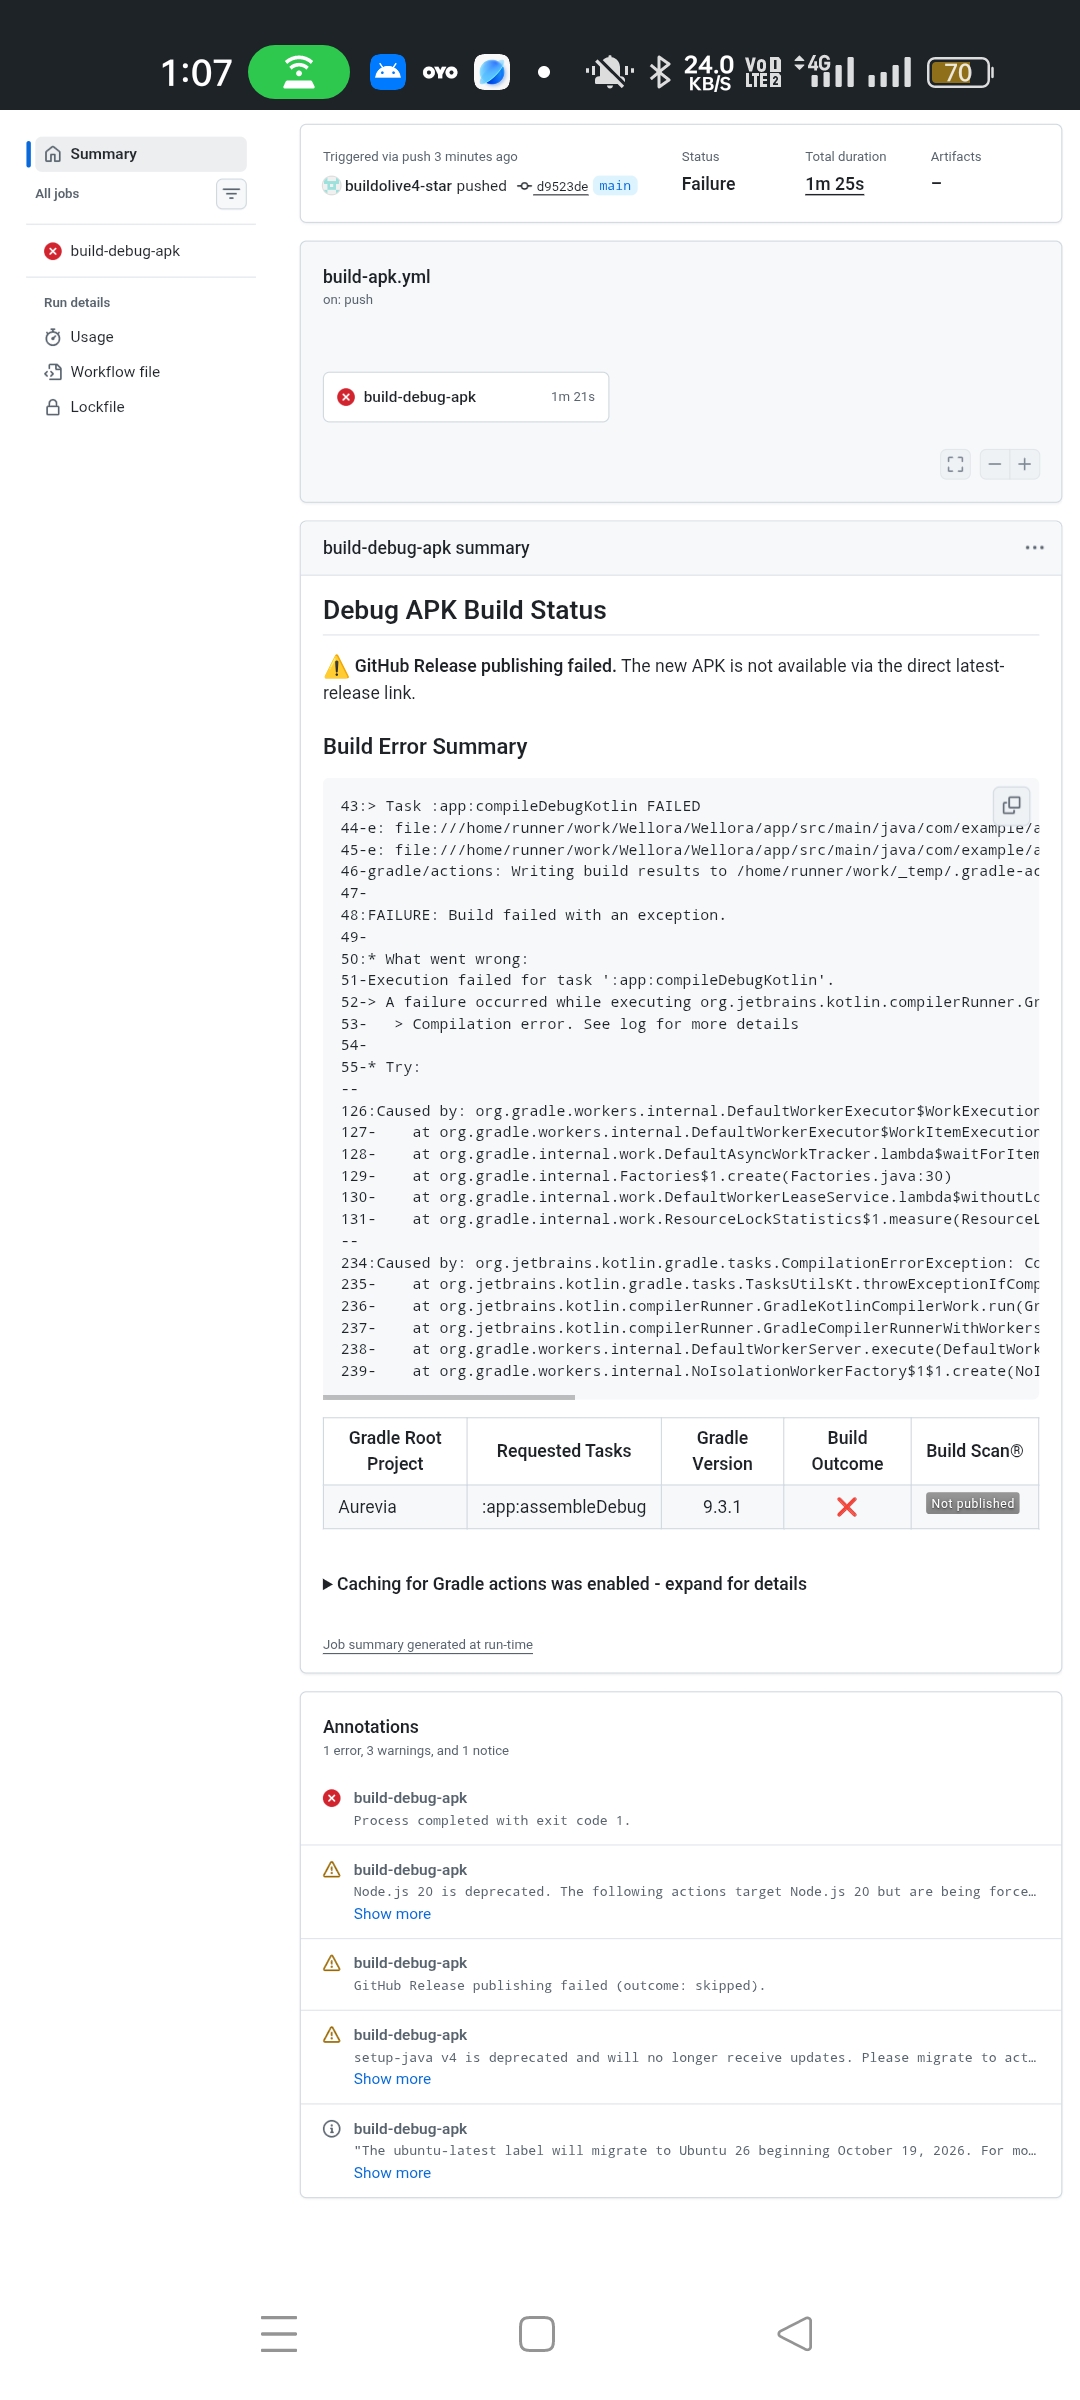 1:07
OYO
24.0
KB/S
Vo D
LTE 2
4G
70
Summary
All jobs
build-debug-apk
Run details
Usage
Workflow file
Lockfile
Triggered via push 3 minutes ago
buildolive4-star pushed d9523de main
Status
Failure
Total duration
1m 25s
Artifacts
–
build-apk.yml
on: push
build-debug-apk 1m 21s
build-debug-apk summary
Debug APK Build Status
⚠️ GitHub Release publishing failed. The new APK is not available via the direct latest-
release link.
Build Error Summary
43:> Task :app:compileDebugKotlin FAILED
44-e: file:///home/runner/work/Wellora/Wellora/app/src/main/java/com/example/a
45-e: file:///home/runner/work/Wellora/Wellora/app/src/main/java/com/example/a
46-gradle/actions: Writing build results to /home/runner/work/_temp/.gradle-ac
47-
48:FAILURE: Build failed with an exception.
49-
50:* What went wrong:
51-Execution failed for task ':app:compileDebugKotlin'.
52-> A failure occurred while executing org.jetbrains.kotlin.compilerRunner.Gr
53-   > Compilation error. See log for more details
54-
55-* Try:
--
126:Caused by: org.gradle.workers.internal.DefaultWorkerExecutor$WorkExecution
127-    at org.gradle.workers.internal.DefaultWorkerExecutor$WorkItemExecution
128-    at org.gradle.internal.work.DefaultAsyncWorkTracker.lambda$waitForItem
129-    at org.gradle.internal.Factories$1.create(Factories.java:30)
130-    at org.gradle.internal.work.DefaultWorkerLeaseService.lambda$withoutLo
131-    at org.gradle.internal.work.ResourceLockStatistics$1.measure(ResourceL
--
234:Caused by: org.jetbrains.kotlin.gradle.tasks.CompilationErrorException: Co
235-    at org.jetbrains.kotlin.gradle.tasks.TasksUtilsKt.throwExceptionIfComp
236-    at org.jetbrains.kotlin.compilerRunner.GradleKotlinCompilerWork.run(Gr
237-    at org.jetbrains.kotlin.compilerRunner.GradleCompilerRunnerWithWorkers
238-    at org.gradle.workers.internal.DefaultWorkerServer.execute(DefaultWork
239-    at org.gradle.workers.internal.NoIsolationWorkerFactory$1$1.create(NoI
Gradle Root Project
Requested Tasks
Gradle Version
Build Outcome
Build Scan®
Aurevia :app:assembleDebug 9.3.1 ❌ Not published
Caching for Gradle actions was enabled - expand for details
Job summary generated at run-time
Annotations
1 error, 3 warnings, and 1 notice
build-debug-apk
Process completed with exit code 1.
build-debug-apk
Node.js 20 is deprecated. The following actions target Node.js 20 but are being force…
Show more
build-debug-apk
GitHub Release publishing failed (outcome: skipped).
build-debug-apk
setup-java v4 is deprecated and will no longer receive updates. Please migrate to act…
Show more
build-debug-apk
"The ubuntu-latest label will migrate to Ubuntu 26 beginning October 19, 2026. For mo…
Show more